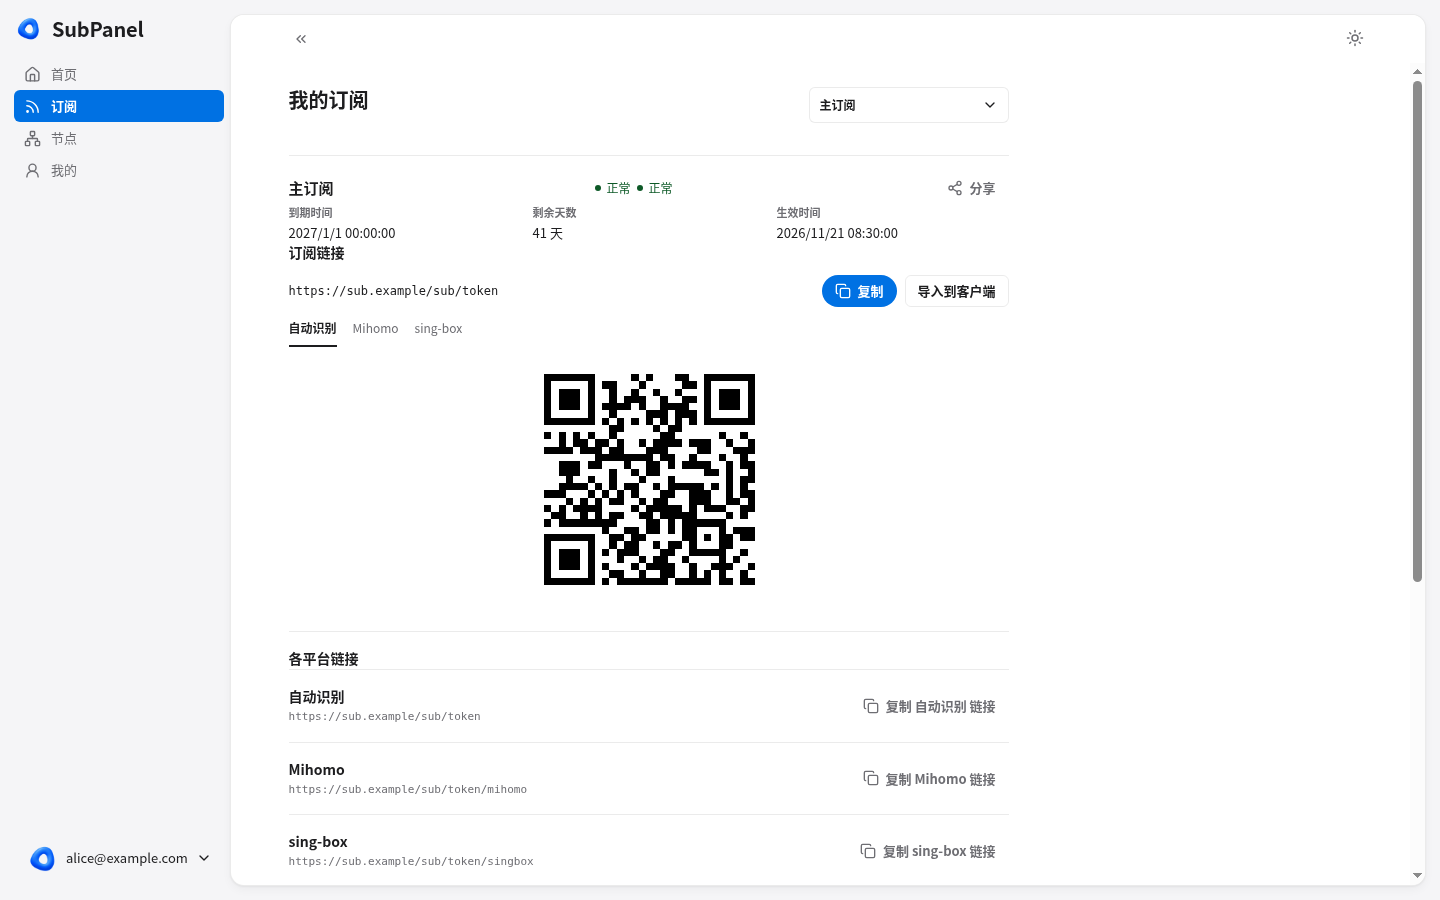 SubPanel
首页
订阅
节点
我的
alice@example.com
我的订阅
主订阅
主订阅
正常 正常
分享
到期时间 剩余天数 生效时间
2027/1/1 00:00:00 41 天 2026/11/21 08:30:00
订阅链接
https://sub.example/sub/token
复制 导入到客户端
自动识别 Mihomo sing-box
各平台链接
自动识别
https://sub.example/sub/token
复制 自动识别 链接
Mihomo
https://sub.example/sub/token/mihomo
复制 Mihomo 链接
sing-box
https://sub.example/sub/token/singbox
复制 sing-box 链接